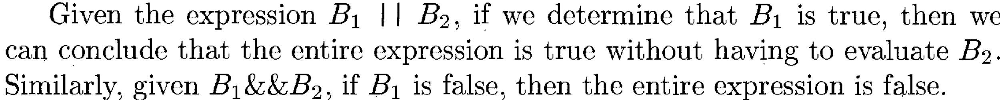 Given the expression B₁ || B₂, if we determine that B₁ is true, then we
can conclude that the entire expression is true without having to evaluate B₂.
Similarly, given B₁&&B₂, if B₁ is false, then the entire expression is false.